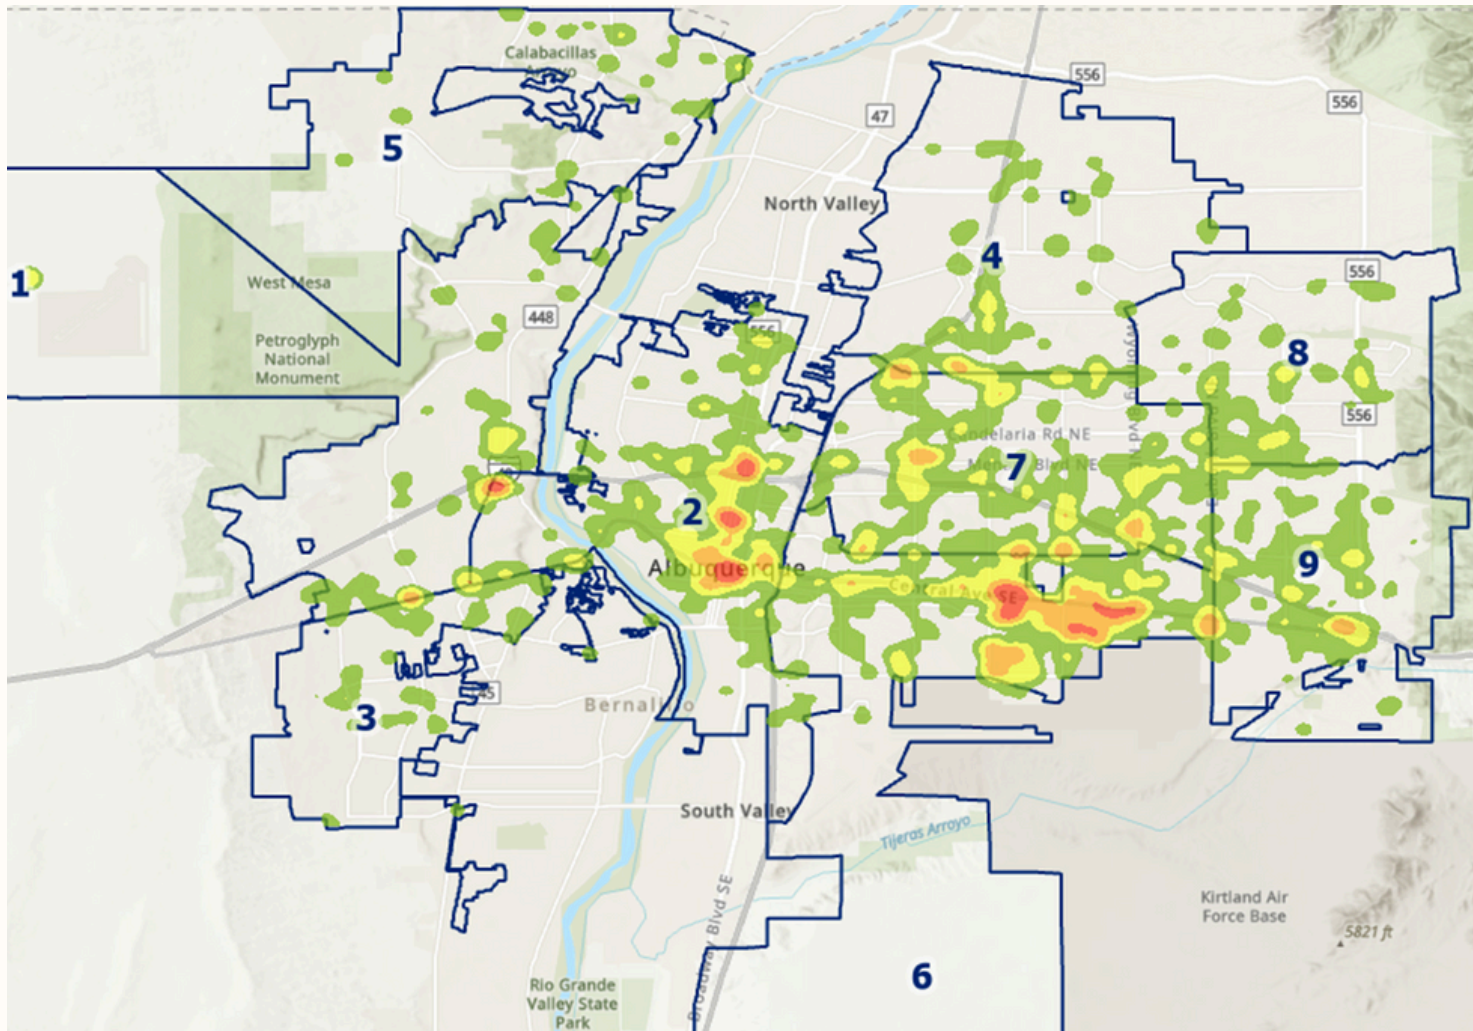 Calabacillas
Arroyo
556
556
47
5
North Valley
4
1
West Mesa
556
448
556
Petroglyph
National
Monument
8
Wyoming Blvd NE
556
Candelaria Rd NE
7
2
Albuquerque
9
Central Ave SE
3
Bernalillo
South Valley
Tijeras Arroyo
Broadway Blvd SE
Kirtland Air
Force Base
5821 ft
6
Rio Grande
Valley State
Park